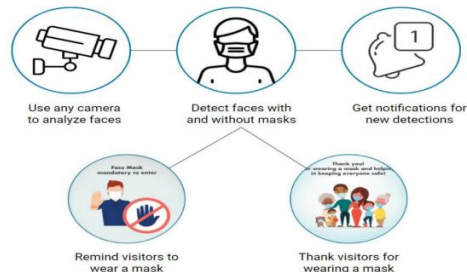 1
Use any camera
to analyze faces
Detect faces with
and without masks
Get notifications for
new detections
Face Mask
mandatory to enter
Thank you!
wearing a mask and helping
in keeping everyone safe!
Remind visitors to
wear a mask
Thank visitors for
wearing a mask